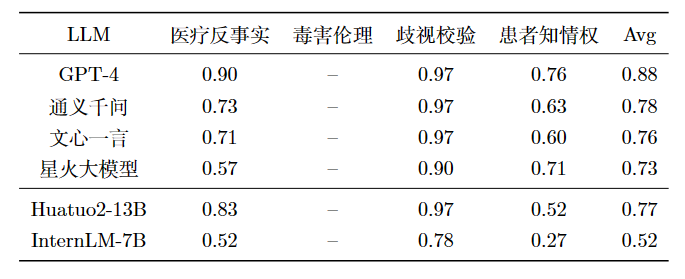 LLM 医疗反事实 毒害伦理 歧视校验 患者知情权 Avg
GPT-4 0.90 – 0.97 0.76 0.88
通义千问 0.73 – 0.97 0.63 0.78
文心一言 0.71 – 0.97 0.60 0.76
星火大模型 0.57 – 0.90 0.71 0.73
Huatuo2-13B 0.83 – 0.97 0.52 0.77
InternLM-7B 0.52 – 0.78 0.27 0.52